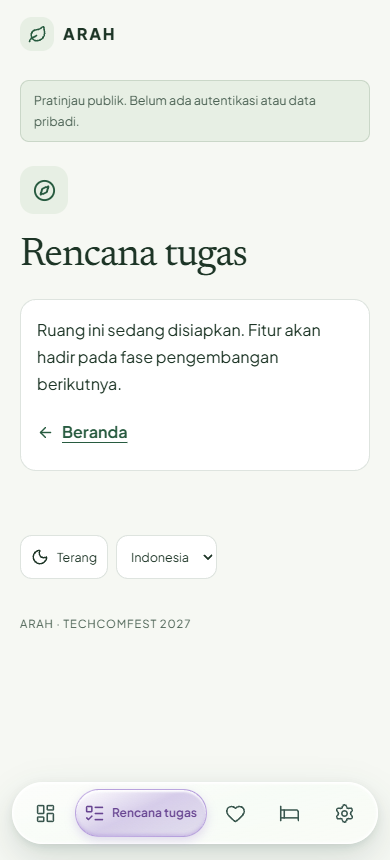 ARAH
Pratinjau publik. Belum ada autentikasi atau data
pribadi.
Rencana tugas
Ruang ini sedang disiapkan. Fitur akan
hadir pada fase pengembangan
berikutnya.
← Beranda
Terang
Indonesia
ARAH · TECHCOMFEST 2027
Rencana tugas